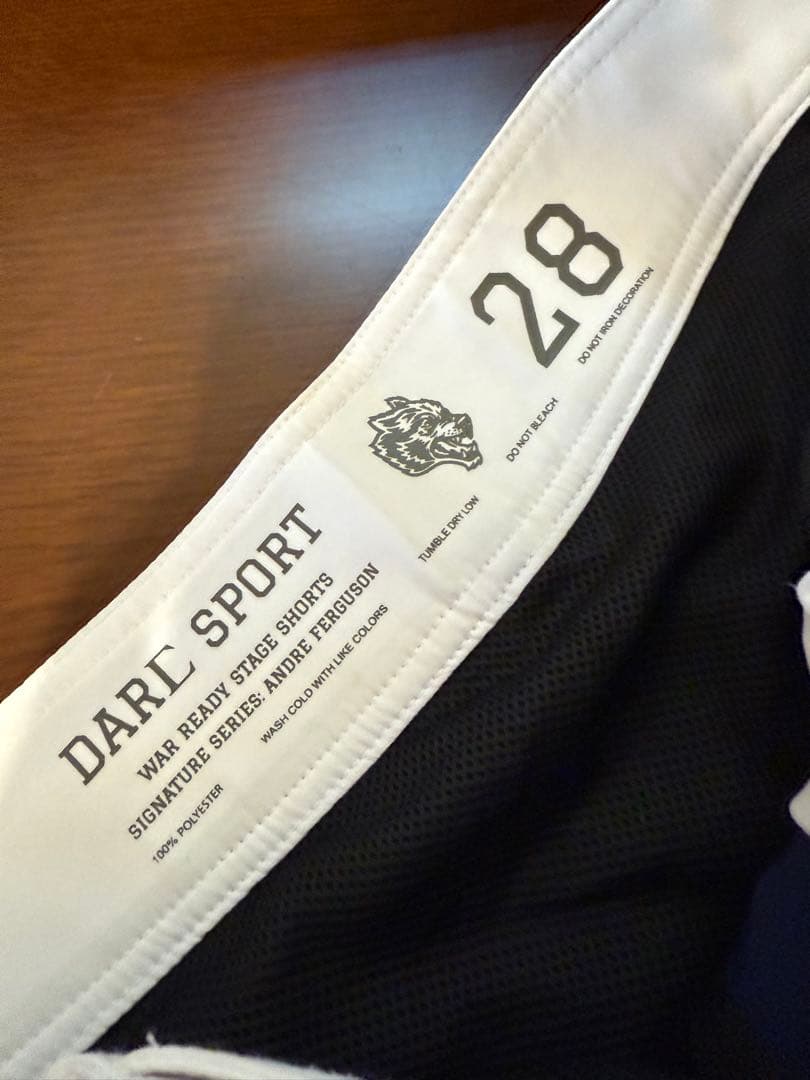 DARC SPORT
WAR READY STAGE SHORTS
SIGNATURE SERIES: ANDRE FERGUSON
100% POLYESTER
WASH COLD WITH LIKE COLORS
TUMBLE DRY LOW
DO NOT BLEACH
DO NOT IRON DECORATION
28